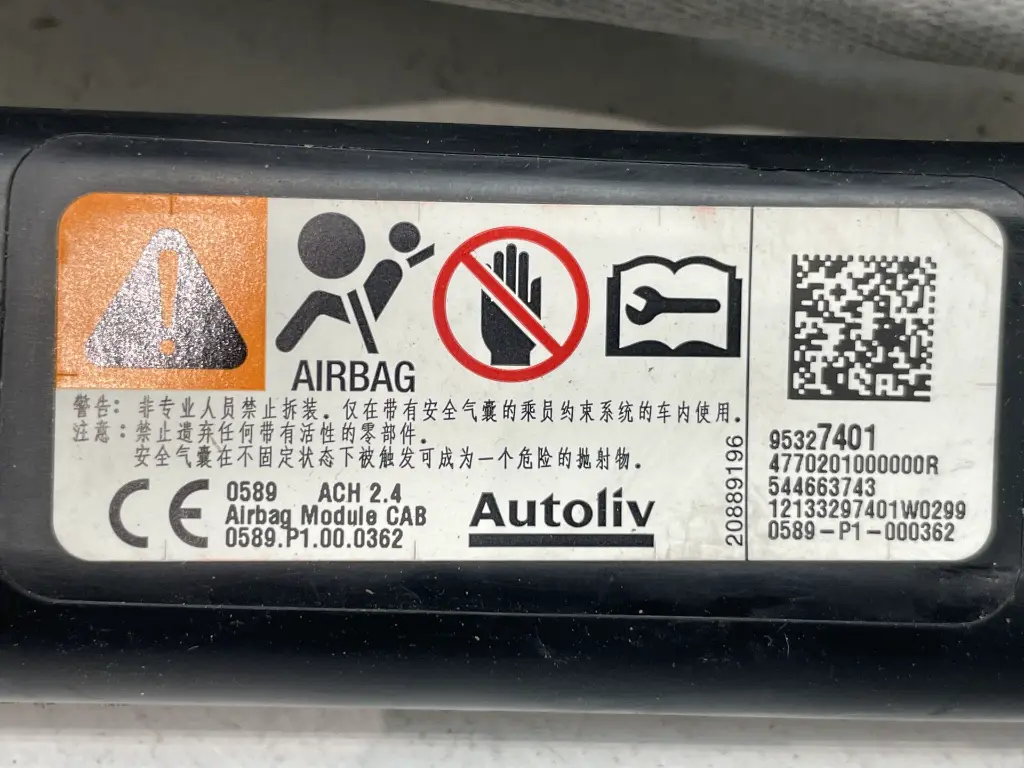 AIRBAG
警告: 非专业人员禁止拆装。仅在带有安全气囊的乘员约束系统的车内使用。
注意: 禁止遗弃任何带有活性的零部件。
安全气囊在不固定状态下被触发可成为一个危险的抛射物。
CE 0589 ACH 2.4
Airbag Module CAB
0589.P1.00.0362
Autoliv
20889196
95327401
4770201000000R
544663743
12133297401W0299
0589-P1-000362